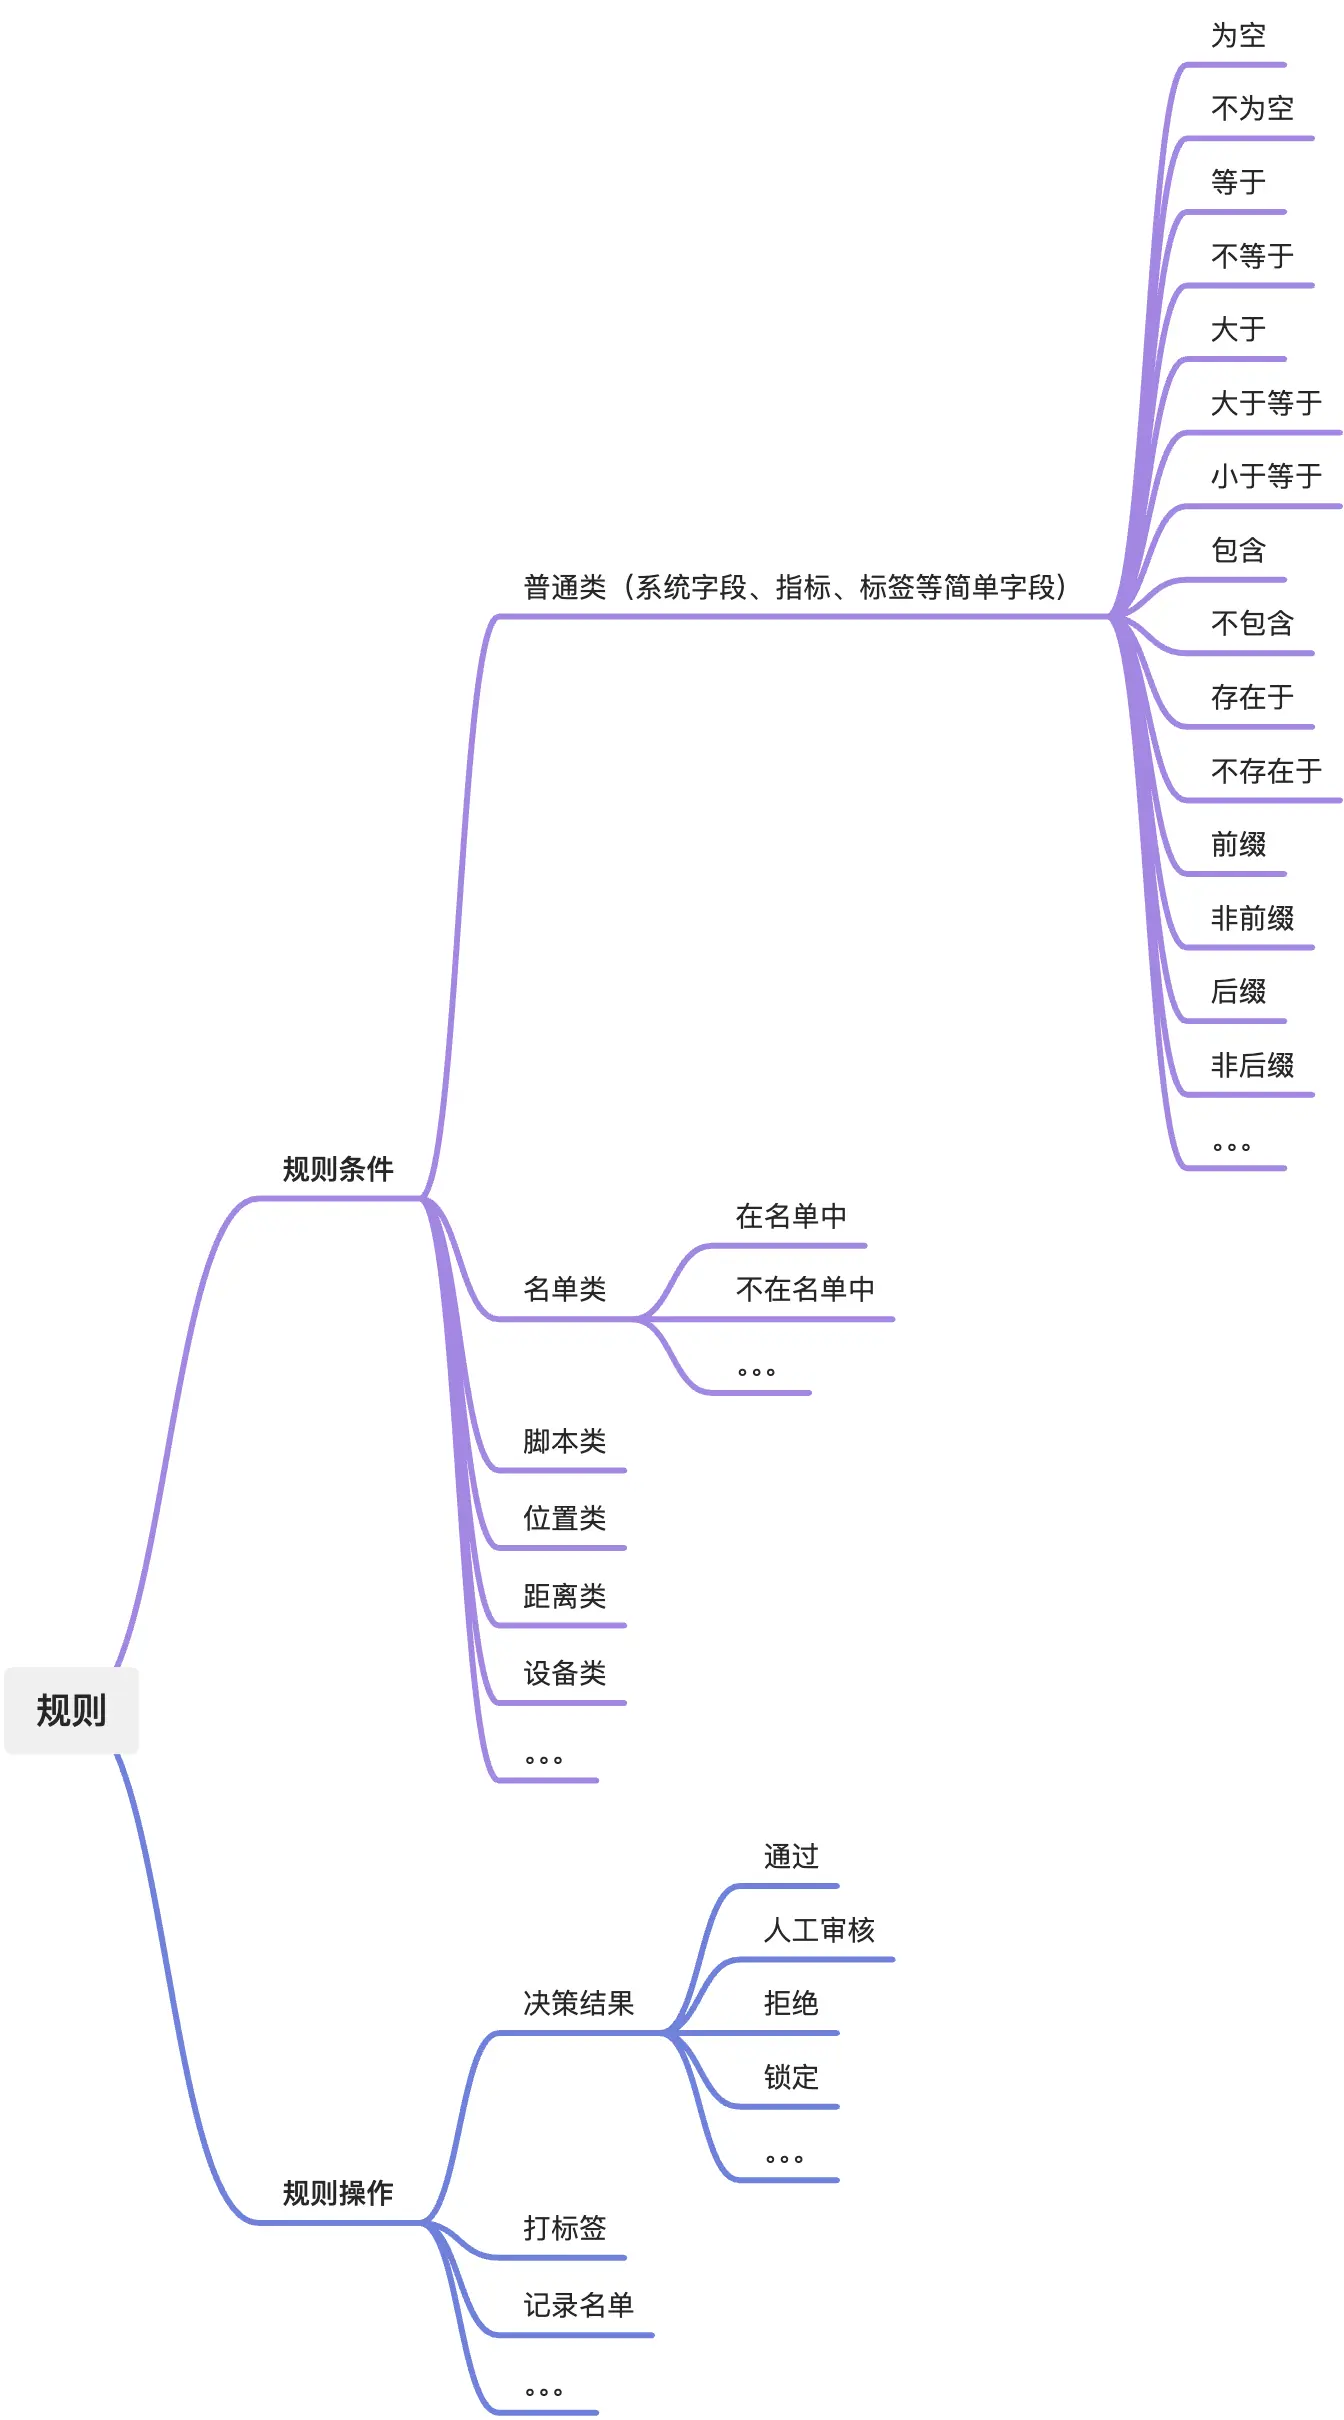 规则
规则条件
普通类（系统字段、指标、标签等简单字段）
为空
不为空
等于
不等于
大于
大于等于
小于等于
包含
不包含
存在于
不存在于
前缀
非前缀
后缀
非后缀
。。。
名单类
在名单中
不在名单中
。。。
脚本类
位置类
距离类
设备类
。。。
规则操作
决策结果
通过
人工审核
拒绝
锁定
。。。
打标签
记录名单
。。。